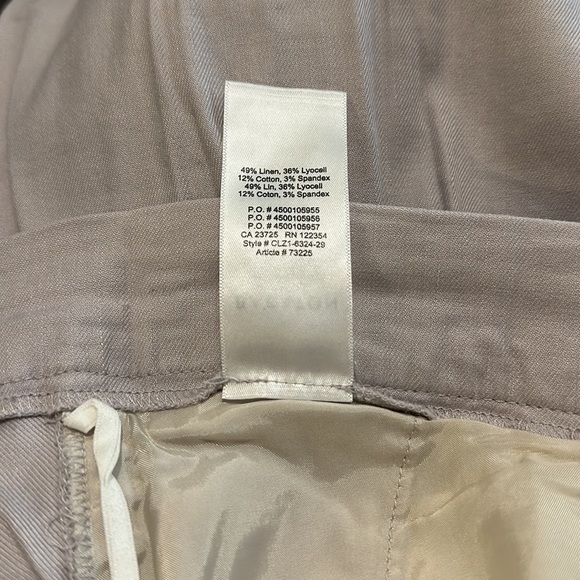 49% Linen, 36% Lyocell
12% Cotton, 3% Spandex
49% Lin, 36% Lyocell
12% Coton, 3% Spandex
P.O. # 4500105955
P.O. # 4500105956
P.O. # 4500105957
CA 23725 RN 122354
Style # CLZ1-6324-29
Article # 73225